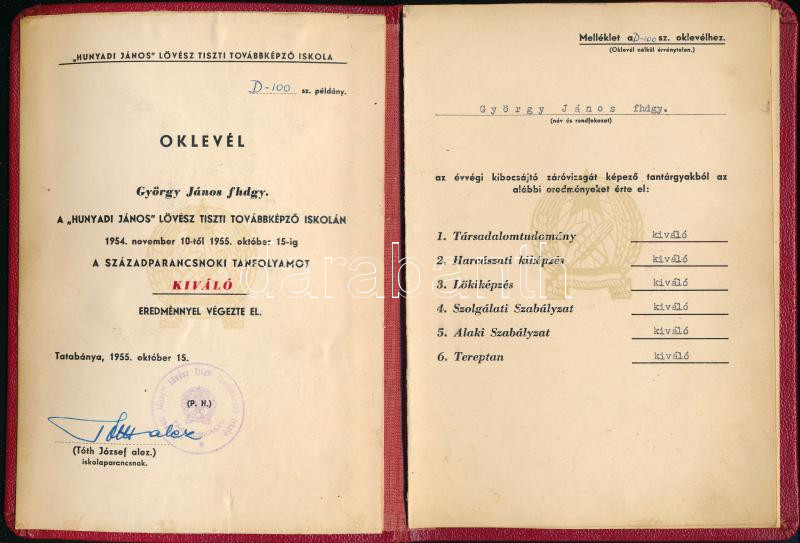 „HUNYADI JÁNOS” LÖVÉSZ TISZTI TOVÁBBKÉPZŐ ISKOLA
D-100 sz. példány.
OKLEVÉL
György János fhdgy.
A „HUNYADI JÁNOS” LÖVÉSZ TISZTI TOVÁBBKÉPZŐ ISKOLÁN
1954. november 10-től 1955. október 15-ig
A SZÁZADPARANCSNOKI TANFOLYAMOT
KIVÁLÓ
EREDMÉNNYEL VÉGEZTE EL.
Tatabánya, 1955. október 15.
(P. H.)
Tóth alez
(Tóth József alez.)
iskolaparancsnok.
Melléklet a D-100 sz. oklevélhez.
(Oklevél nélkül érvénytelen.)
György János fhdgy.
(név és rendfokozat)
az évvégi kibocsájtó záróvizsgát képező tantárgyakból az
alábbi eredményeket érte el:
1. Társadalomtudomány kiváló
2. Harcászati kiképzés kiváló
3. Lőkiképzés kiváló
4. Szolgálati Szabályzat kiváló
5. Alaki Szabályzat kiváló
6. Tereptan kiváló
darabanth